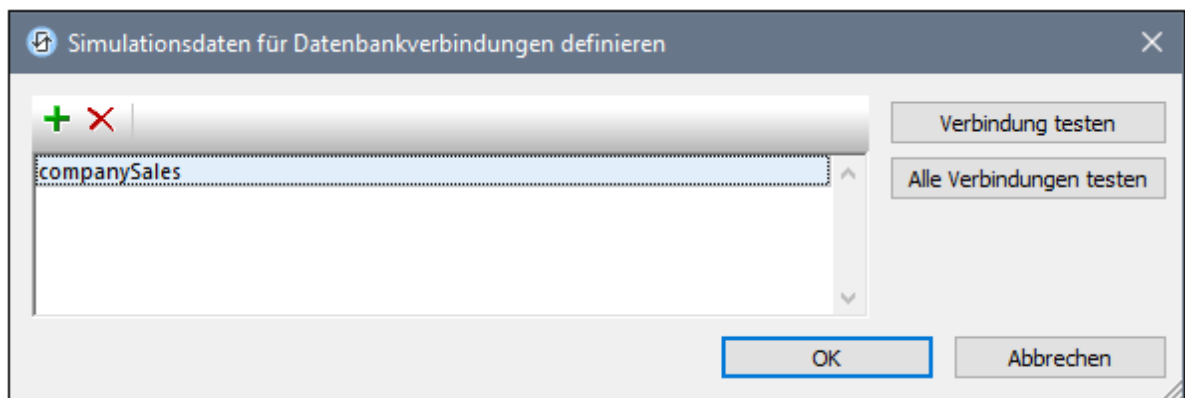 Simulationsdaten für Datenbankverbindungen definieren
Verbindung testen
companySales
Alle Verbindungen testen
OK
Abbrechen